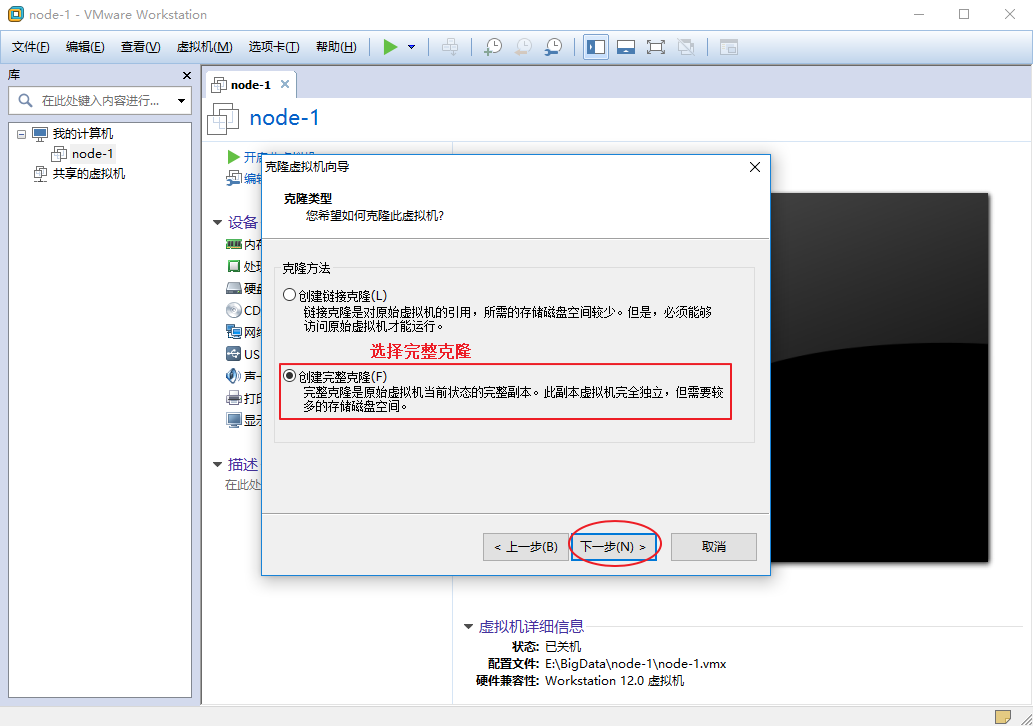 node-1 - VMware Workstation
文件(F) 编辑(E) 查看(V) 虚拟机(M) 选项卡(T) 帮助(H)
库
在此处键入内容进行...
我的计算机
node-1
共享的虚拟机
node-1
node-1
编辑
设备
内存
处理
硬盘
CD
网络
US
声
打印
显示
描述
在此处
克隆虚拟机向导
克隆类型
您希望如何克隆此虚拟机?
克隆方法
创建链接克隆(L)
链接克隆是对原始虚拟机的引用，所需的存储磁盘空间较少。但是，必须能够
访问原始虚拟机才能运行。
选择完整克隆
创建完整克隆(F)
完整克隆是原始虚拟机当前状态的完整副本。此副本虚拟机完全独立，但需要较
多的存储磁盘空间。
< 上一步(B) 下一步(N) > 取消
虚拟机详细信息
状态: 已关机
配置文件: E:\BigData\node-1\node-1.vmx
硬件兼容性: Workstation 12.0 虚拟机